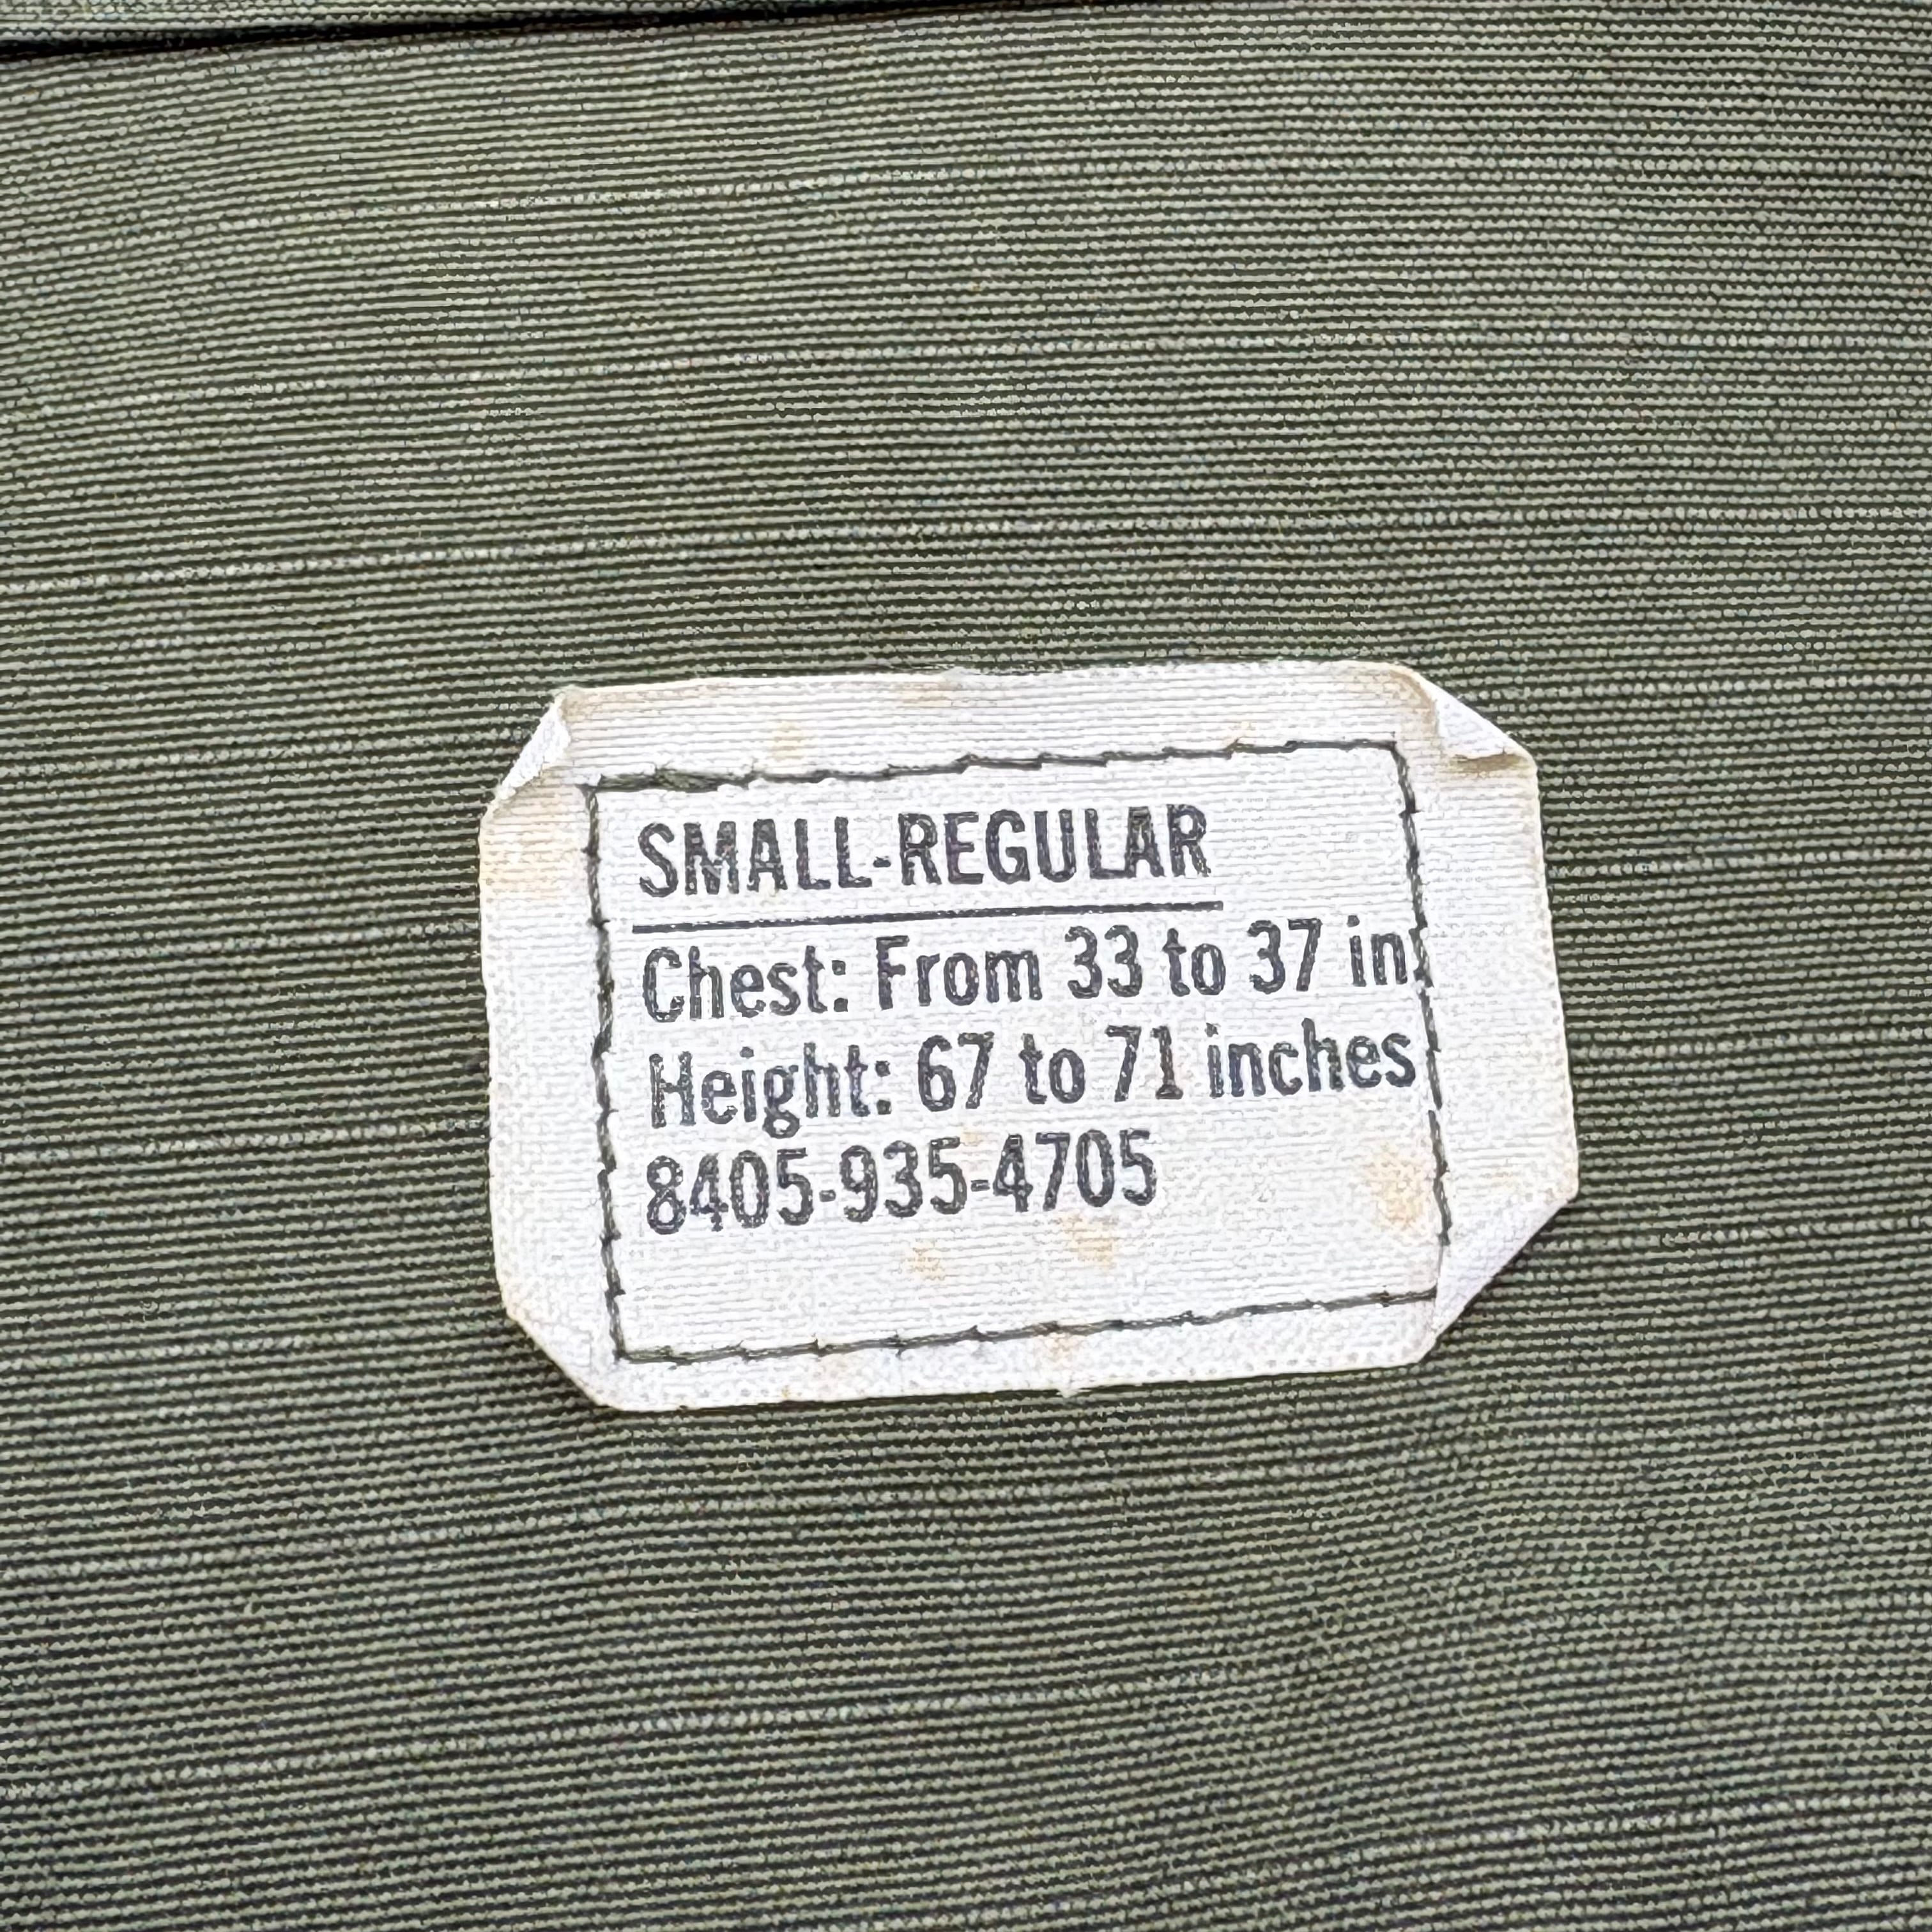 SMALL-REGULAR
Chest: From 33 to 37 in.
Height: 67 to 71 inches
8405-935-4705